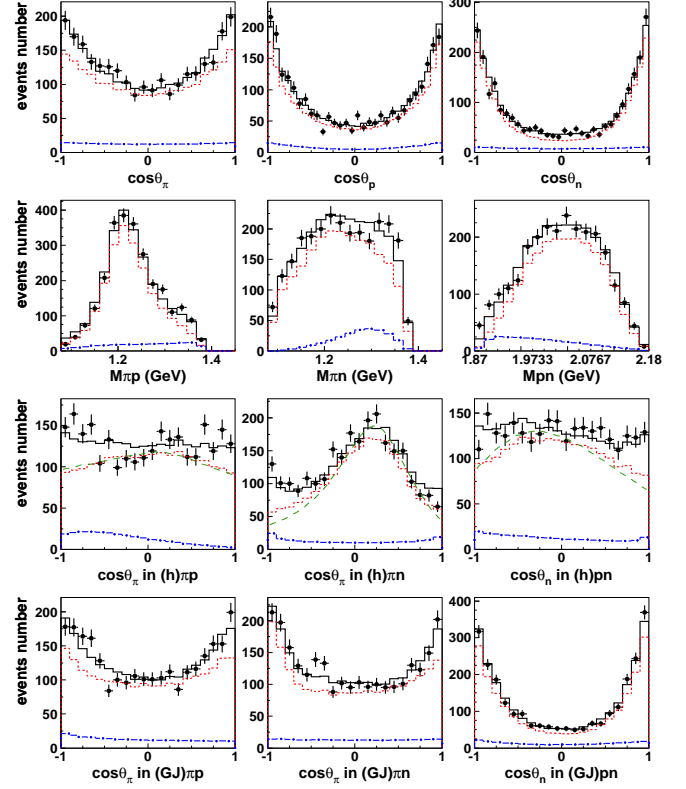 events number
200
150
100
50
0
-1 0 1
cosθπ
200
150
100
50
0
-1 0 1
cosθp
300
200
100
0
-1 0 1
cosθn
events number
400
300
200
100
0
1.2 1.4
Mπp (GeV)
200
100
0
1.2 1.4
Mπn (GeV)
200
100
0
1.87 1.9733 2.0767 2.18
Mpn (GeV)
events number
150
100
50
0
-1 0 1
cosθπ in (h)πp
200
150
100
50
0
-1 0 1
cosθπ in (h)πn
150
100
50
0
-1 0 1
cosθn in (h)pn
events number
200
150
100
50
0
-1 0 1
cosθπ in (GJ)πp
200
150
100
50
0
-1 0 1
cosθπ in (GJ)πn
400
300
200
100
0
-1 0 1
cosθn in (GJ)pn